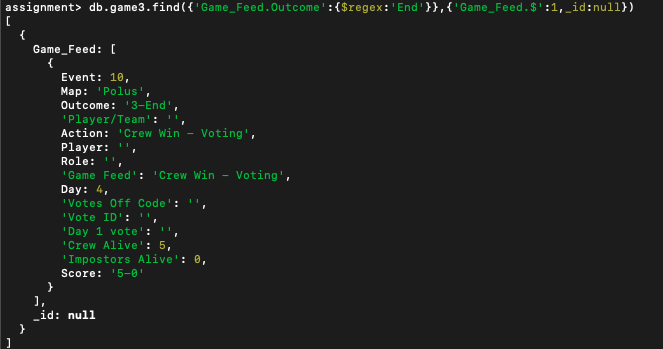 assignment> db.game3.find({'Game_Feed.Outcome':{$regex:'End'}},{'Game_Feed.$':1,_id:null})
[
  {
    Game_Feed: [
      {
        Event: 10,
        Map: 'Polus',
        Outcome: '3-End',
        'Player/Team': '',
        Action: 'Crew Win - Voting',
        Player: '',
        Role: '',
        'Game Feed': 'Crew Win - Voting',
        Day: 4,
        'Votes Off Code': '',
        'Vote ID': '',
        'Day 1 vote': '',
        'Crew Alive': 5,
        'Impostors Alive': 0,
        Score: '5-0'
      }
    ],
    _id: null
  }
]